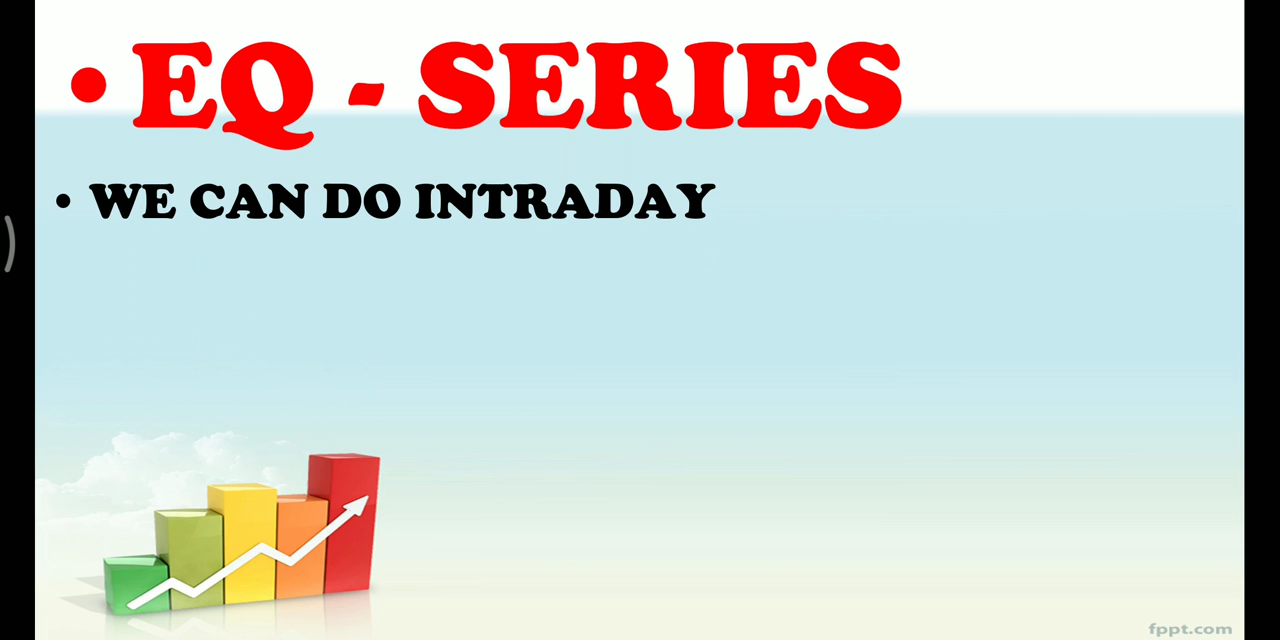 • EQ - SERIES
• WE CAN DO INTRADAY
fppt.com